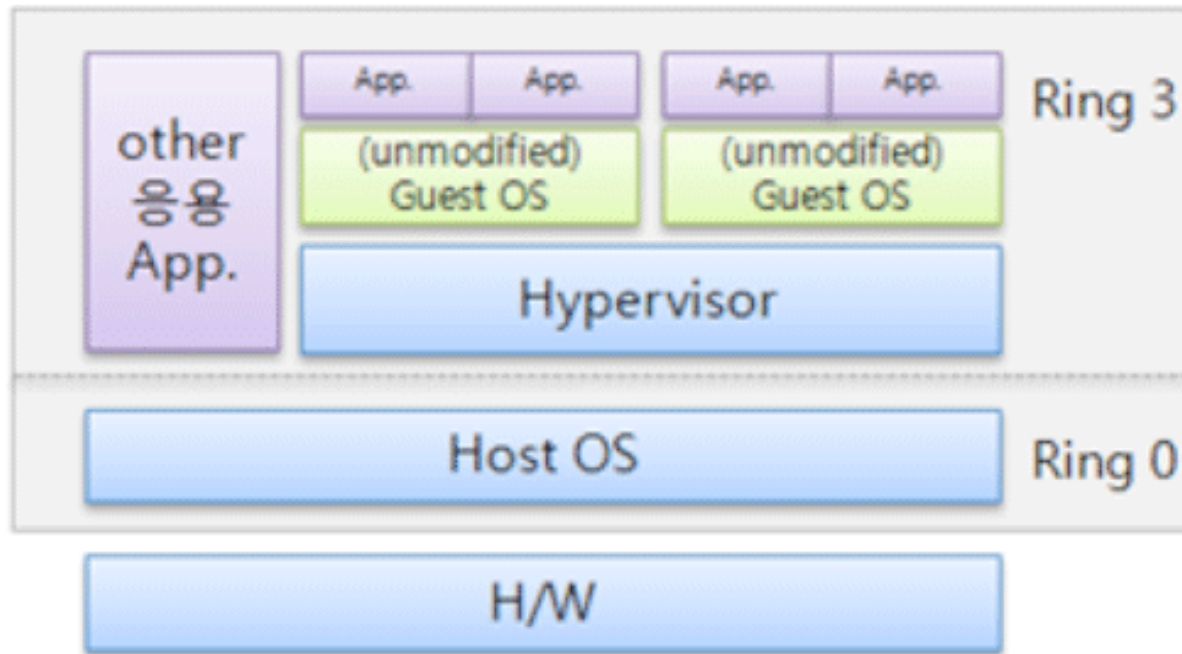 other
응용
App.
App. App. App. App.
(unmodified)
Guest OS
(unmodified)
Guest OS
Ring 3
Hypervisor
Host OS
Ring 0
H/W